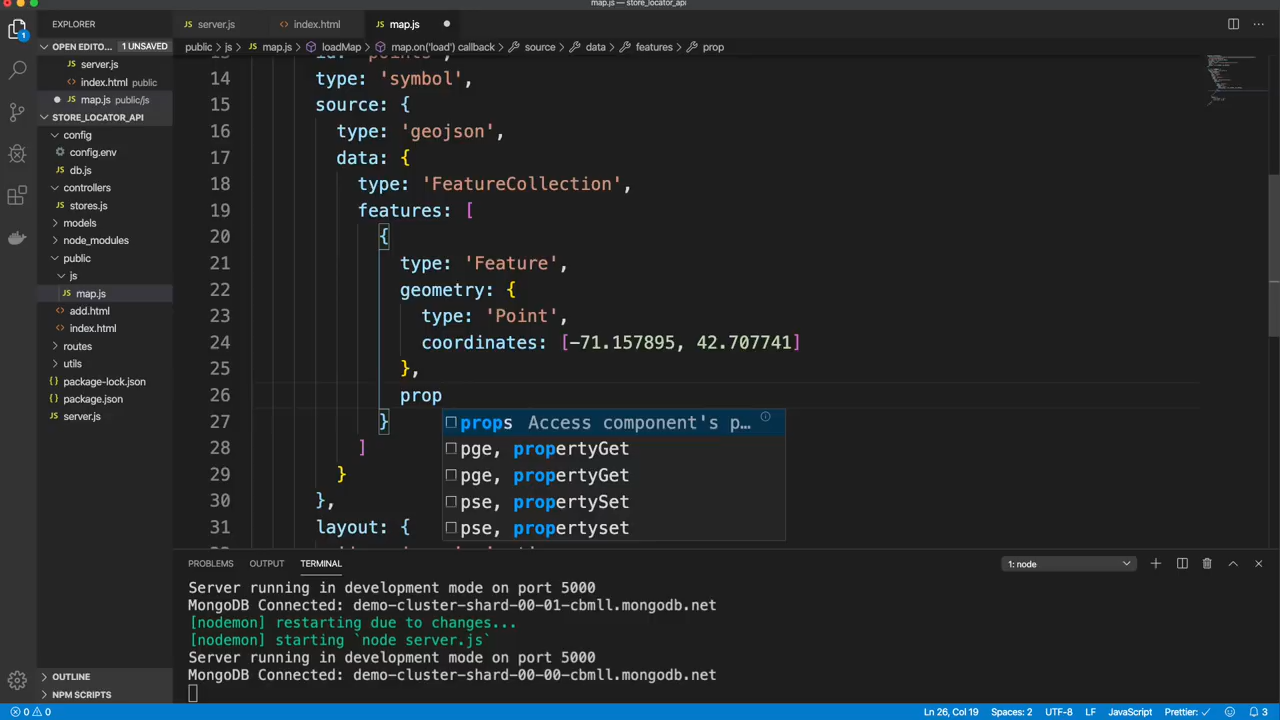 map.js — store_locator_api
EXPLORER
server.js
index.html
map.js
OPEN EDITO... 1 UNSAVED
server.js
index.html public
map.js public/js
STORE_LOCATOR_API
config
config.env
db.js
controllers
stores.js
models
node_modules
public
js
map.js
add.html
index.html
routes
utils
package-lock.json
package.json
server.js
OUTLINE
NPM SCRIPTS
public > js > map.js > loadMap > map.on('load') callback > source > data > features > prop
14 type: 'symbol',
15 source: {
16 type: 'geojson',
17 data: {
18 type: 'FeatureCollection',
19 features: [
20 {
21 type: 'Feature',
22 geometry: {
23 type: 'Point',
24 coordinates: [-71.157895, 42.707741]
25 },
26 prop
27 }
28 ]
29 }
30 },
31 layout: {
props Access component's p...
pge, propertyGet
pge, propertyGet
pse, propertySet
pse, propertyset
PROBLEMS OUTPUT TERMINAL
1: node
Server running in development mode on port 5000
MongoDB Connected: demo-cluster-shard-00-01-cbmll.mongodb.net
[nodemon] restarting due to changes...
[nodemon] starting `node server.js`
Server running in development mode on port 5000
MongoDB Connected: demo-cluster-shard-00-00-cbmll.mongodb.net
0 0
Ln 26, Col 19 Spaces: 2 UTF-8 LF JavaScript Prettier: ✓ 3